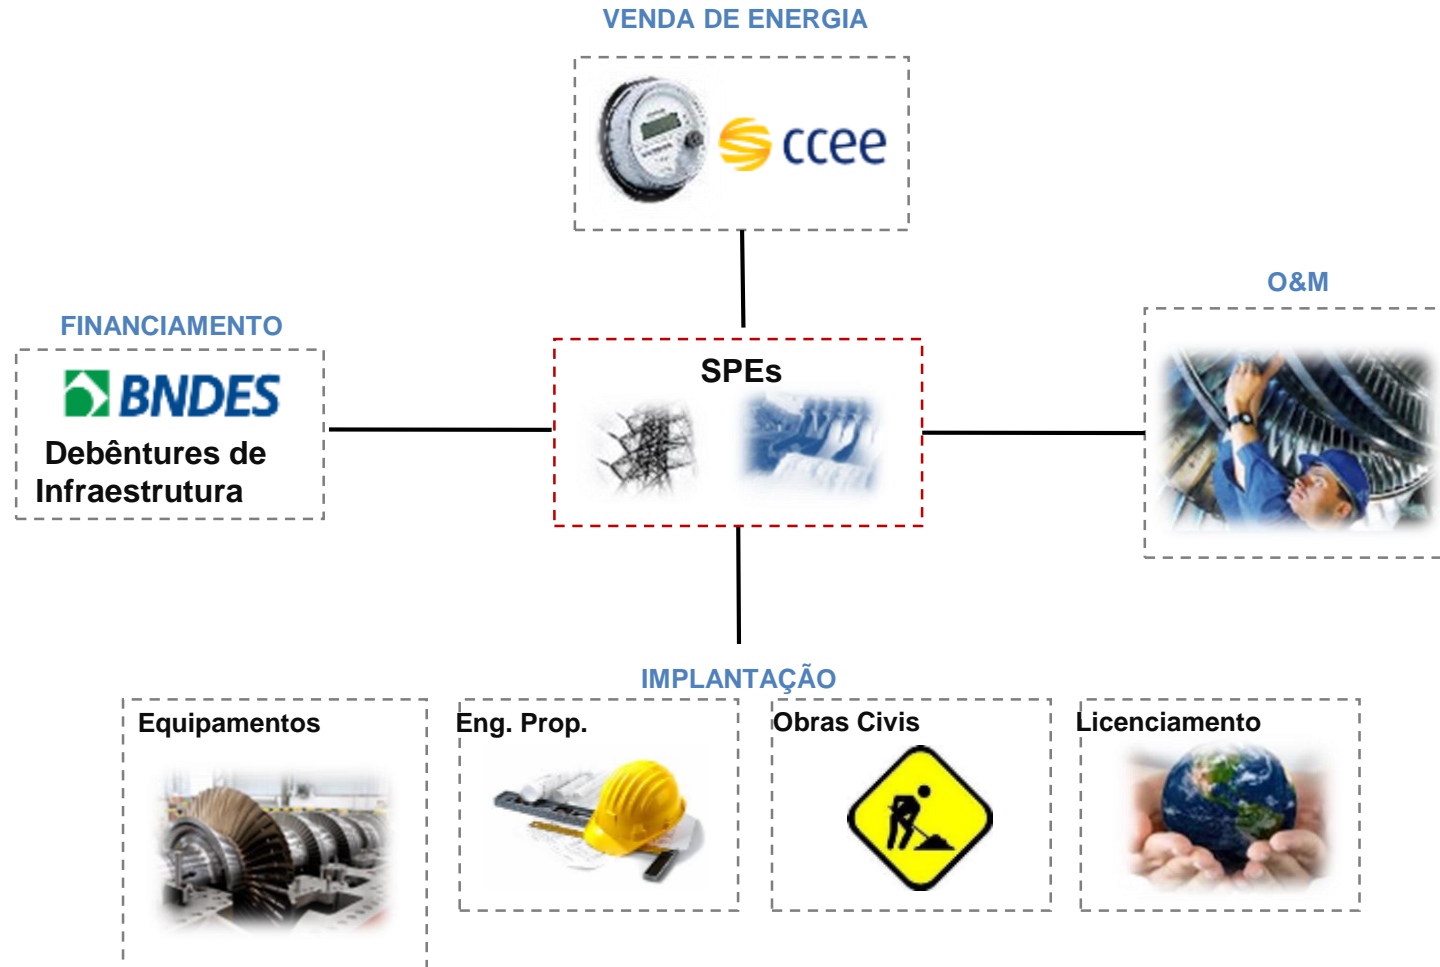 VENDA DE ENERGIA
ccee
O&M
FINANCIAMENTO
BNDES
Debêntures de
Infraestrutura
SPEs
IMPLANTAÇÃO
Equipamentos
Eng. Prop.
Obras Civis
Licenciamento